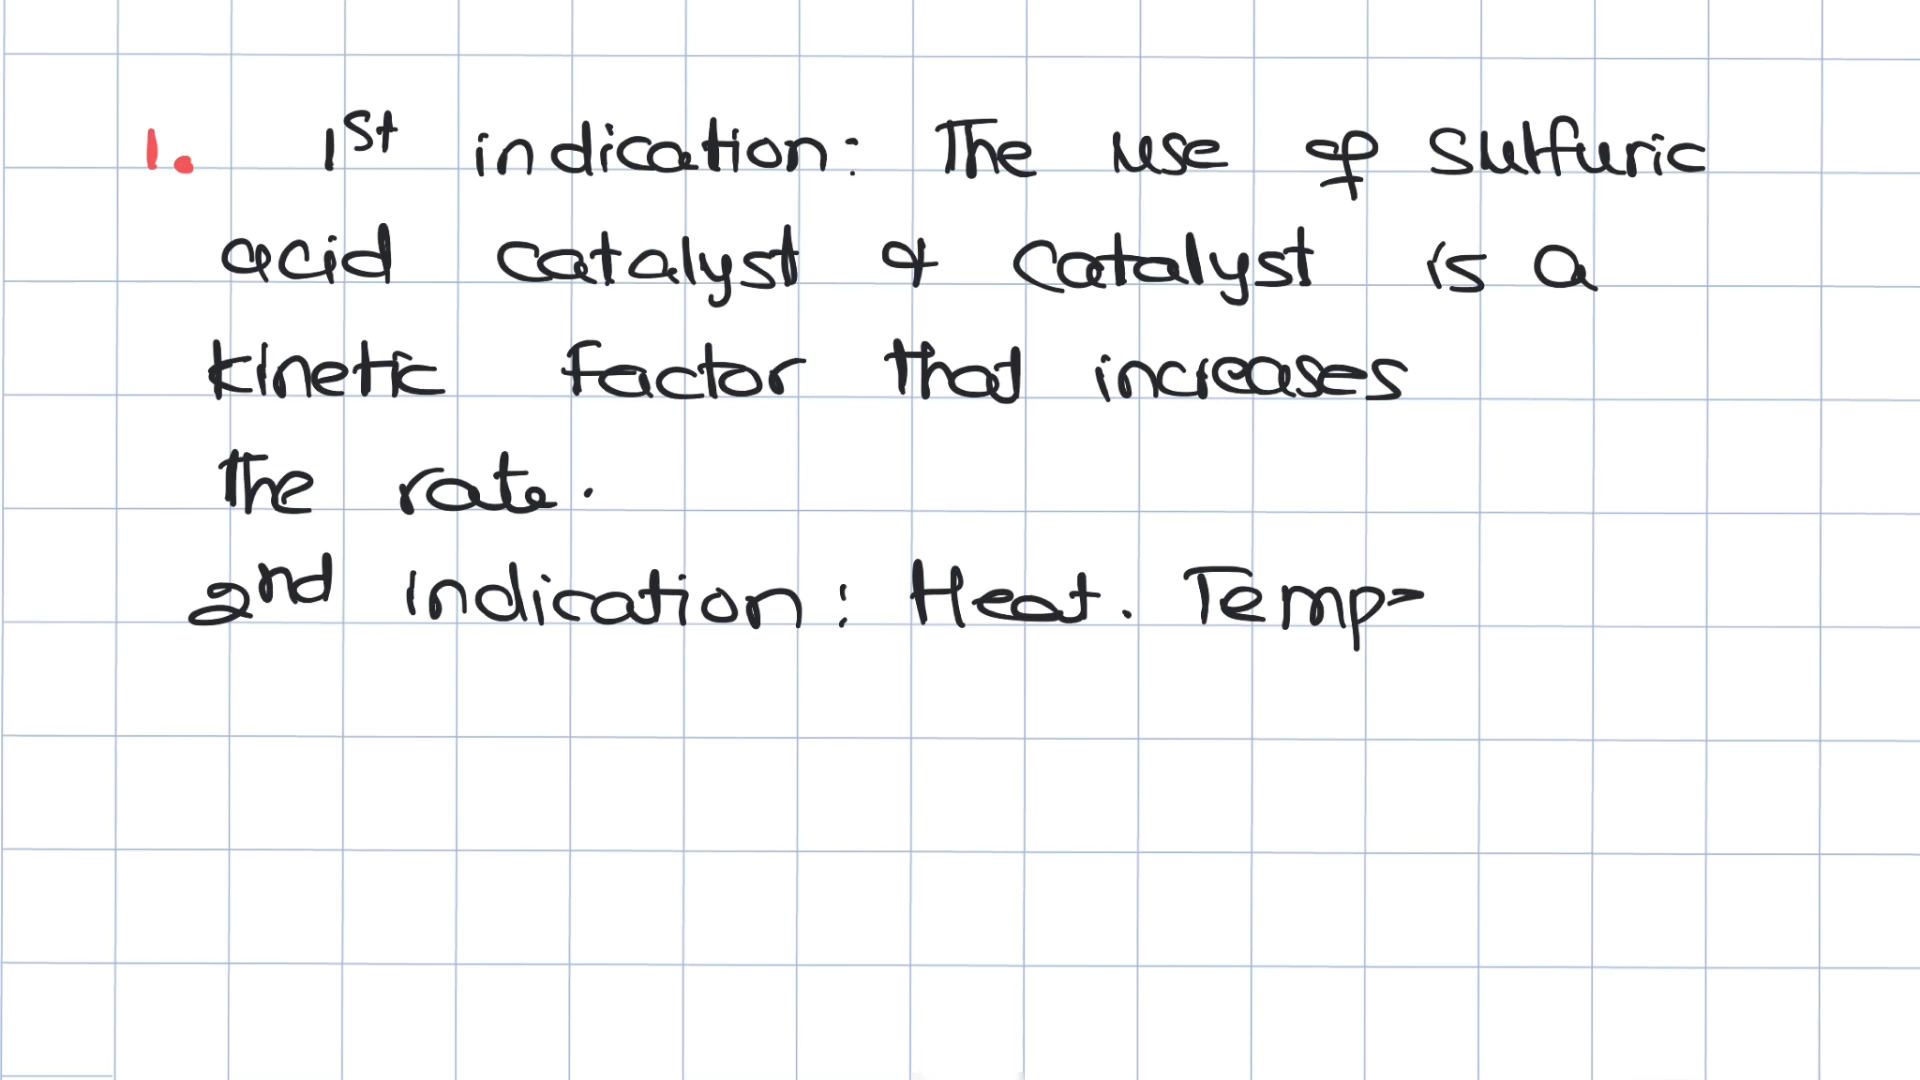 1. 1st indication: The use of sulfuric
acid catalyst & catalyst is a
kinetic factor that increases
the rate.
2nd indication: Heat. Temp-